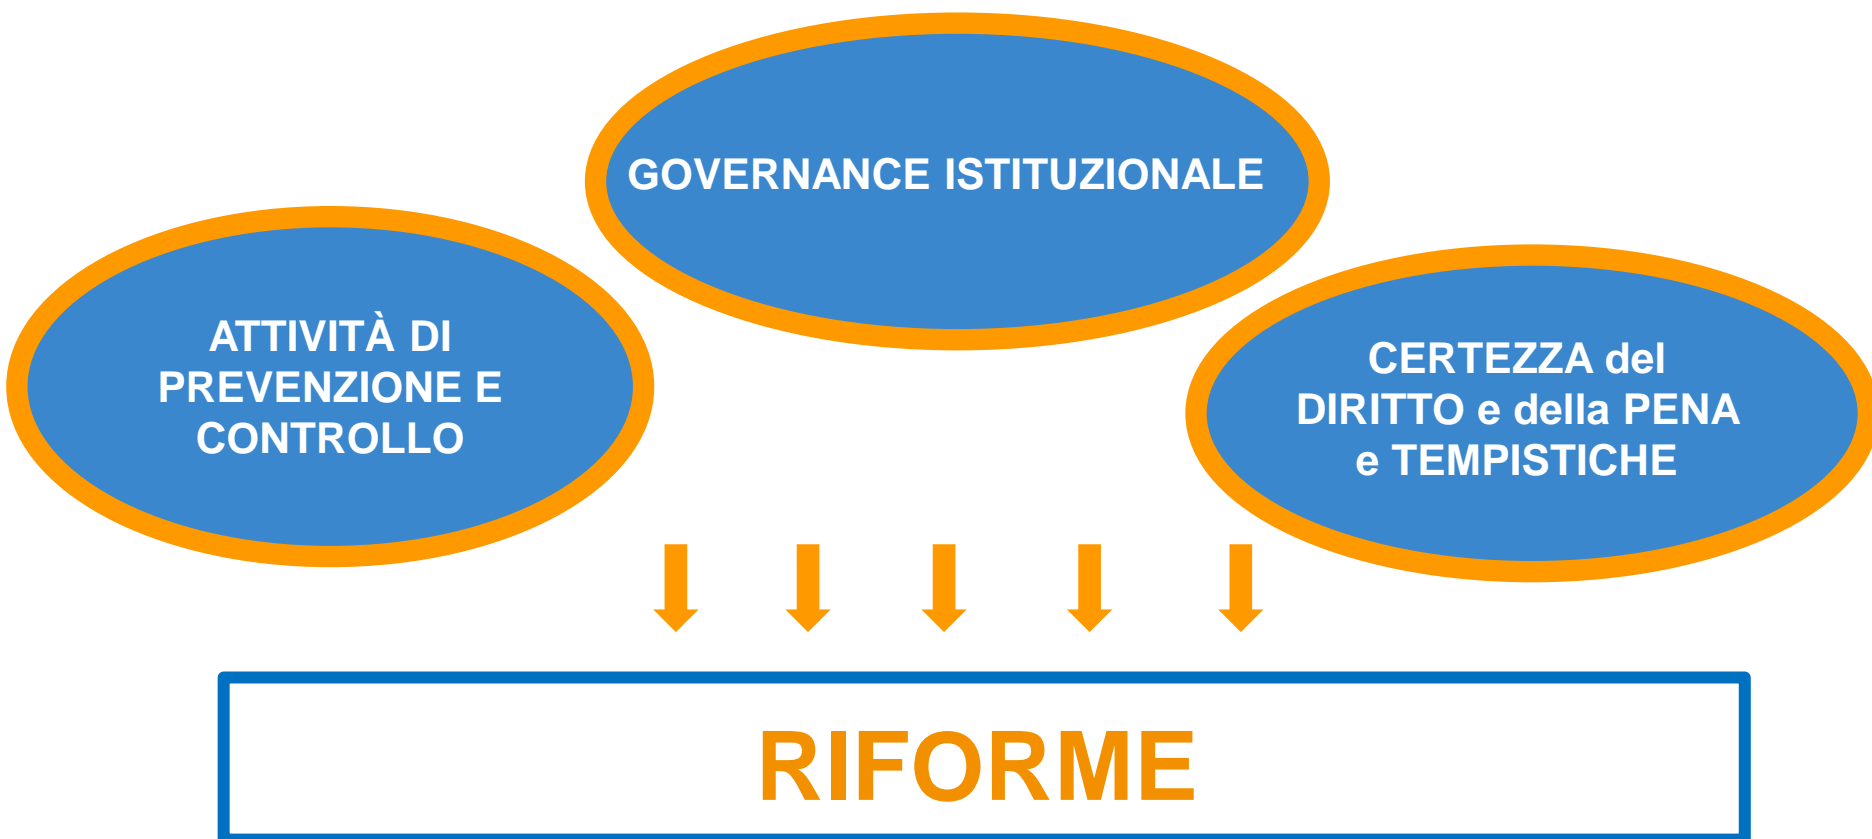 GOVERNANCE ISTITUZIONALE
ATTIVITÀ DI
PREVENZIONE E
CONTROLLO
CERTEZZA del
DIRITTO e della PENA
e TEMPISTICHE
RIFORME